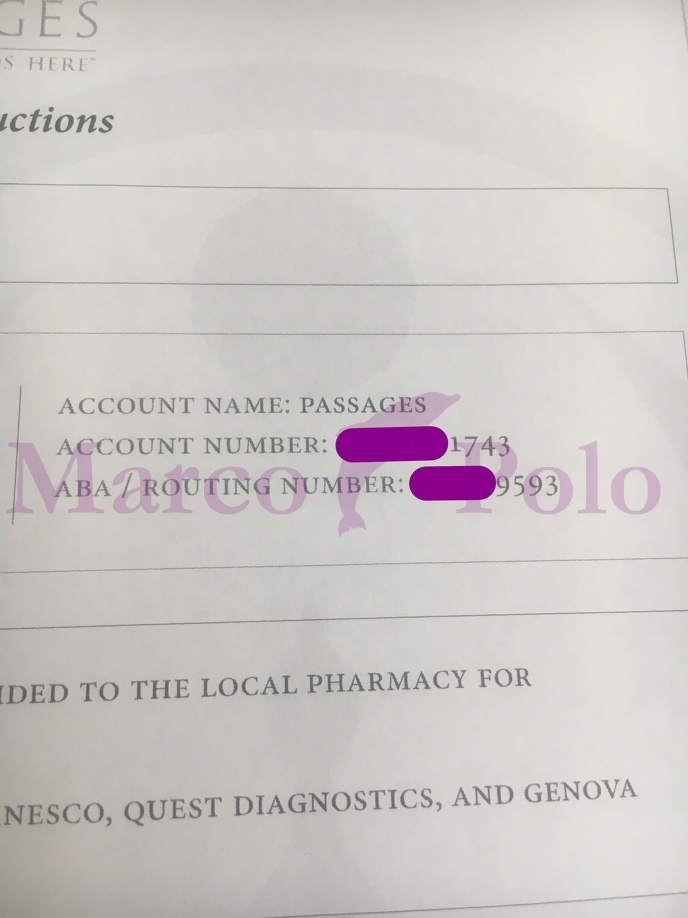 GES
S HERE
uctions
ACCOUNT NAME: PASSAGES
ACCOUNT NUMBER: 1743
ABA / ROUTING NUMBER: 9593
Marco Polo
IDED TO THE LOCAL PHARMACY FOR
NESCO, QUEST DIAGNOSTICS, AND GENOVA